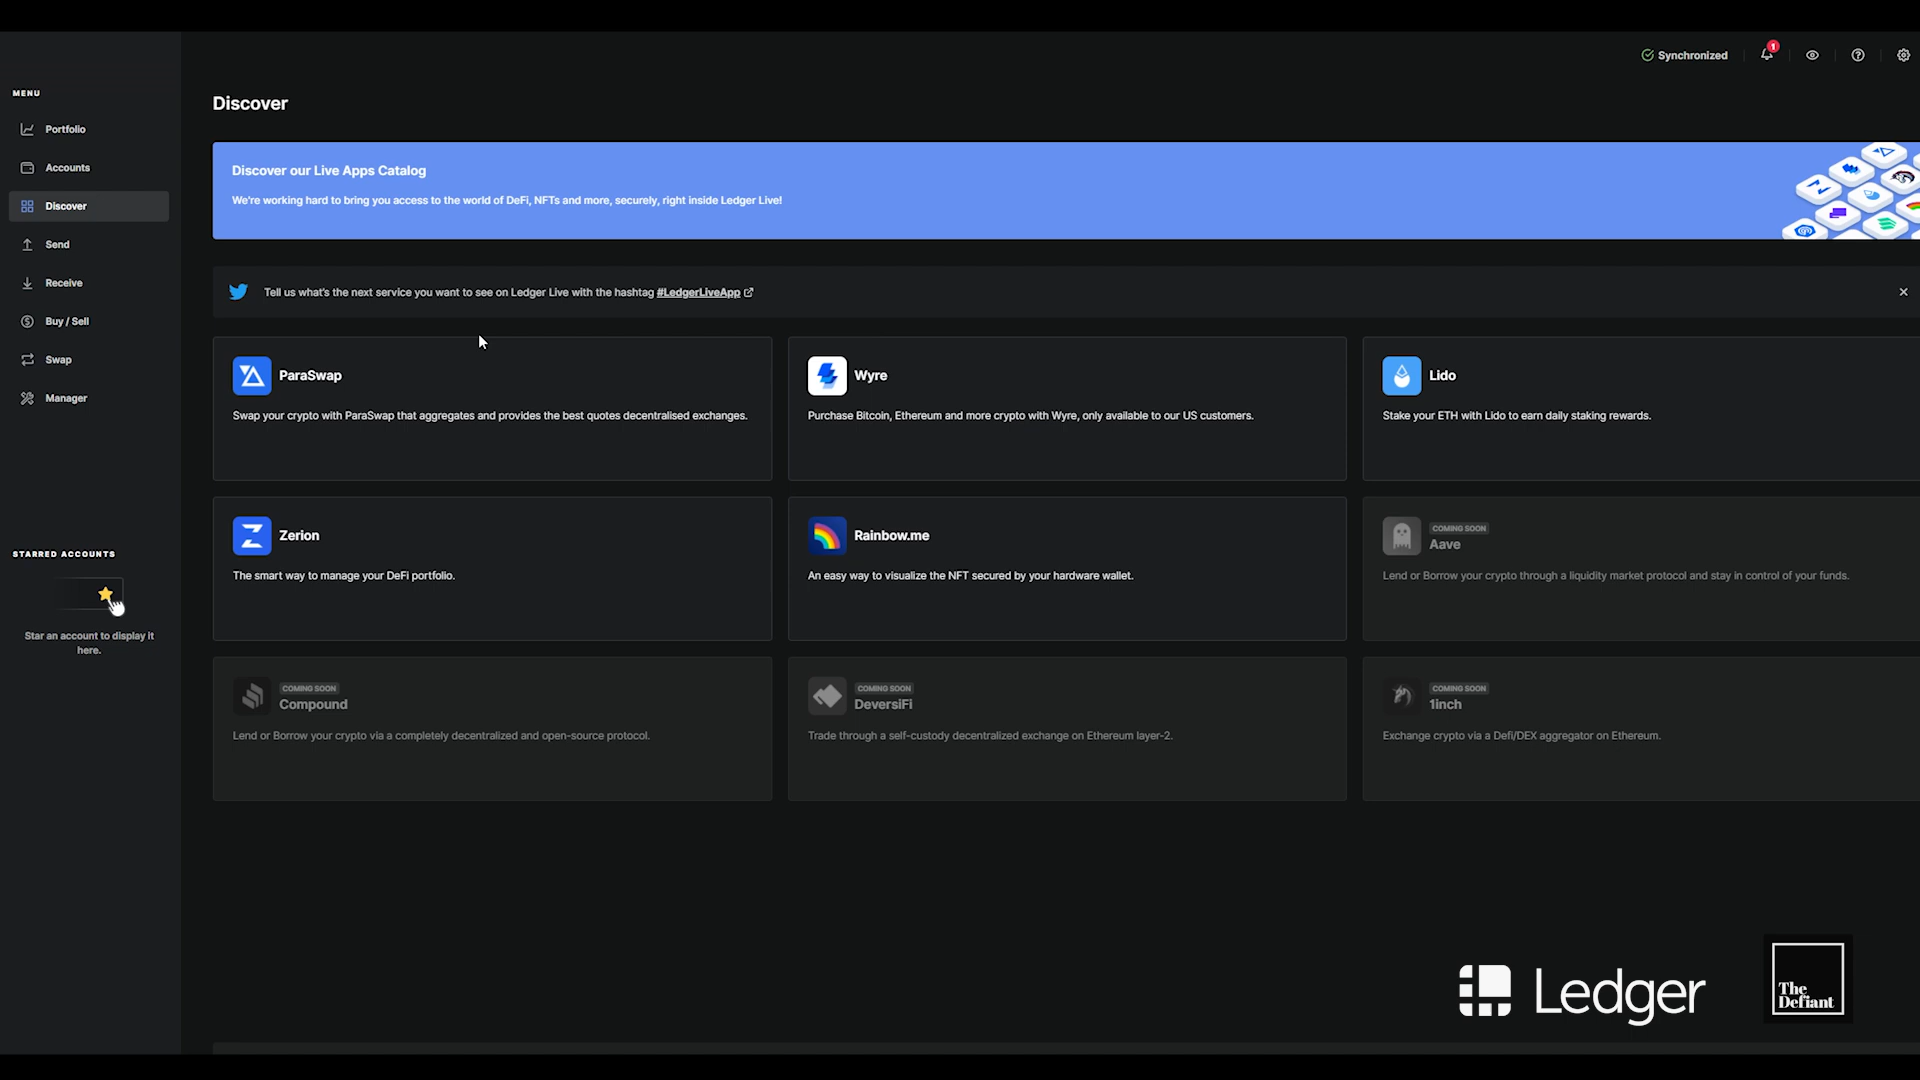 Synchronized
1
MENU
Portfolio
Accounts
Discover
Send
Receive
Buy / Sell
Swap
Manager
STARRED ACCOUNTS
Star an account to display it
here.
Discover
Discover our Live Apps Catalog
We're working hard to bring you access to the world of DeFi, NFTs and more, securely, right inside Ledger Live!
Tell us what's the next service you want to see on Ledger Live with the hashtag #LedgerLiveApp
ParaSwap
Swap your crypto with ParaSwap that aggregates and provides the best quotes decentralised exchanges.
Wyre
Purchase Bitcoin, Ethereum and more crypto with Wyre, only available to our US customers.
Lido
Stake your ETH with Lido to earn daily staking rewards.
Zerion
The smart way to manage your DeFi portfolio.
Rainbow.me
An easy way to visualize the NFT secured by your hardware wallet.
COMING SOON
Aave
Lend or Borrow your crypto through a liquidity market protocol and stay in control of your funds.
COMING SOON
Compound
Lend or Borrow your crypto via a completely decentralized and open-source protocol.
COMING SOON
DeversiFi
Trade through a self-custody decentralized exchange on Ethereum layer-2.
COMING SOON
1inch
Exchange crypto via a Defi/DEX aggregator on Ethereum.
Ledger
The
Defiant